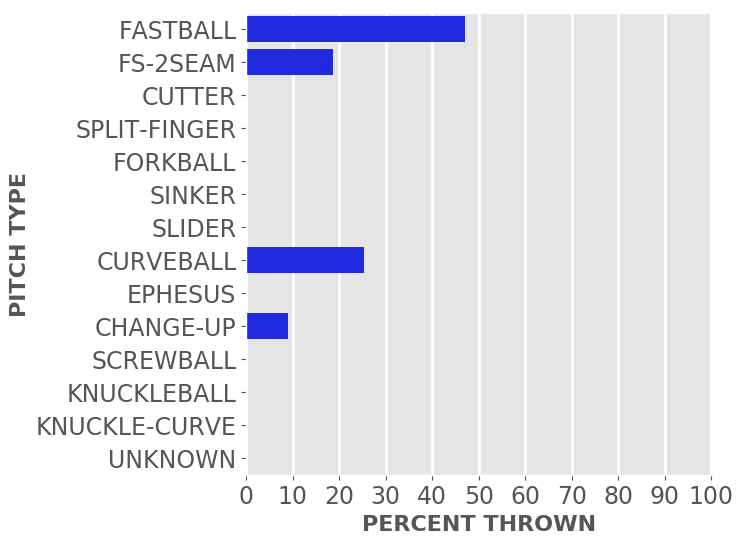 FASTBALL
FS-2SEAM
CUTTER
SPLIT-FINGER
FORKBALL
SINKER
SLIDER
CURVEBALL
EPHESUS
CHANGE-UP
SCREWBALL
KNUCKLEBALL
KNUCKLE-CURVE
UNKNOWN
PITCH TYPE
0 10 20 30 40 50 60 70 80 90 100
PERCENT THROWN